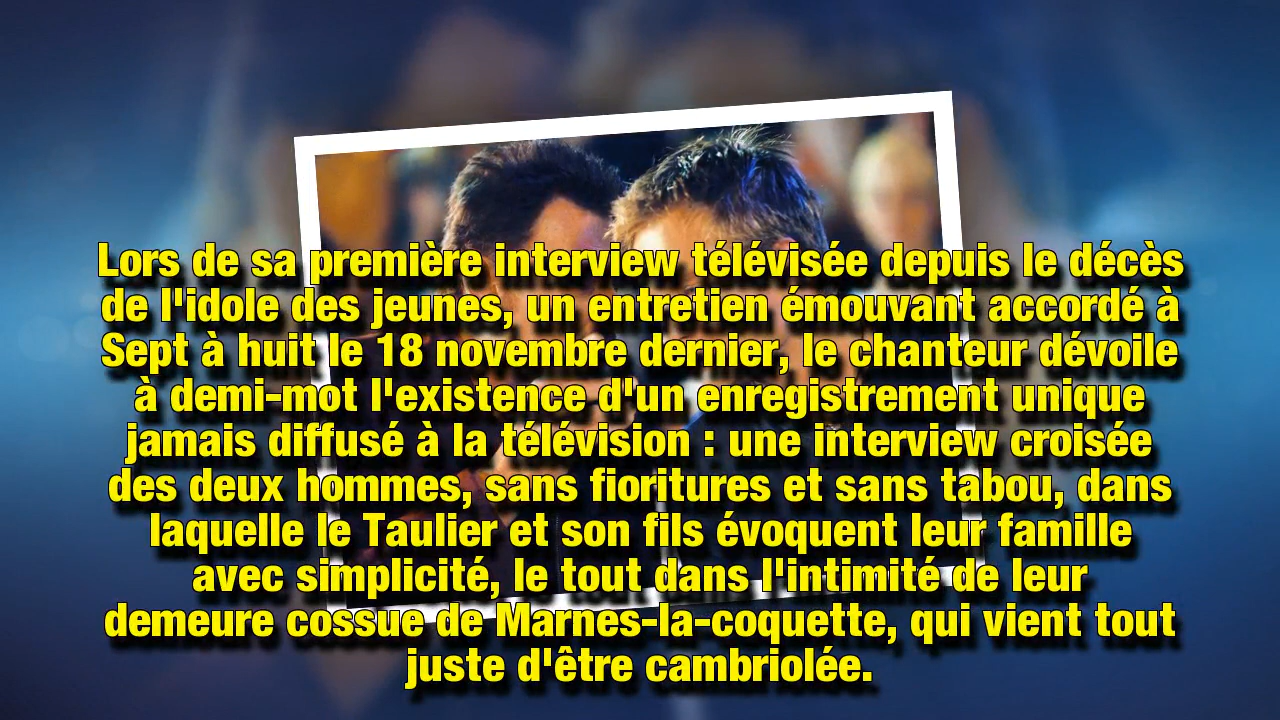 Lors de sa première interview télévisée depuis le décès
de l'idole des jeunes, un entretien émouvant accordé à
Sept à huit le 18 novembre dernier, le chanteur dévoile
à demi-mot l'existence d'un enregistrement unique
jamais diffusé à la télévision : une interview croisée
des deux hommes, sans fioritures et sans tabou, dans
laquelle le Taulier et son fils évoquent leur famille
avec simplicité, le tout dans l'intimité de leur
demeure cossue de Marnes-la-coquette, qui vient tout
juste d'être cambriolée.